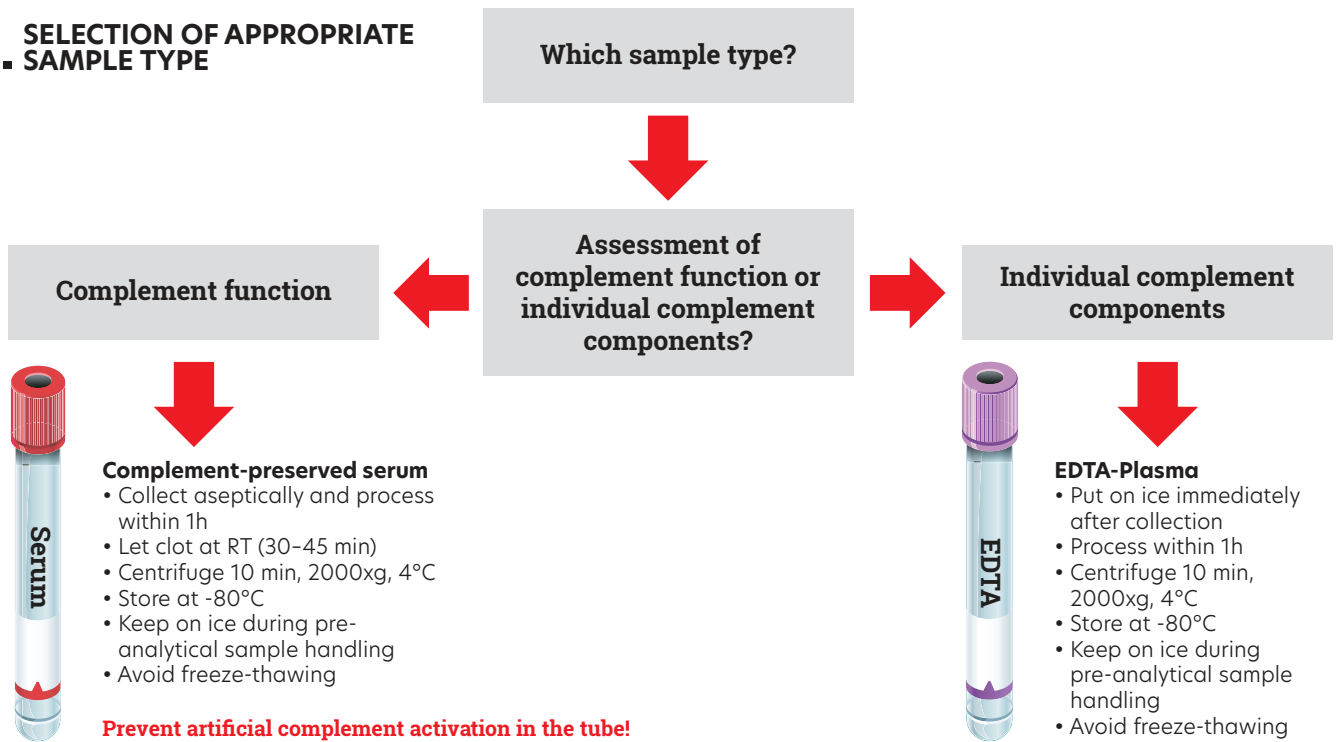 SELECTION OF APPROPRIATE
▪ SAMPLE TYPE
Which sample type?
Assessment of
complement function or
individual complement
components?
Complement function
Individual complement
components
Serum
Complement-preserved serum
• Collect aseptically and process
within 1h
• Let clot at RT (30–45 min)
• Centrifuge 10 min, 2000xg, 4°C
• Store at -80°C
• Keep on ice during pre-
analytical sample handling
• Avoid freeze-thawing
Prevent artificial complement activation in the tube!
EDTA
EDTA-Plasma
• Put on ice immediately
after collection
• Process within 1h
• Centrifuge 10 min,
2000xg, 4°C
• Store at -80°C
• Keep on ice during
pre-analytical sample
handling
• Avoid freeze-thawing